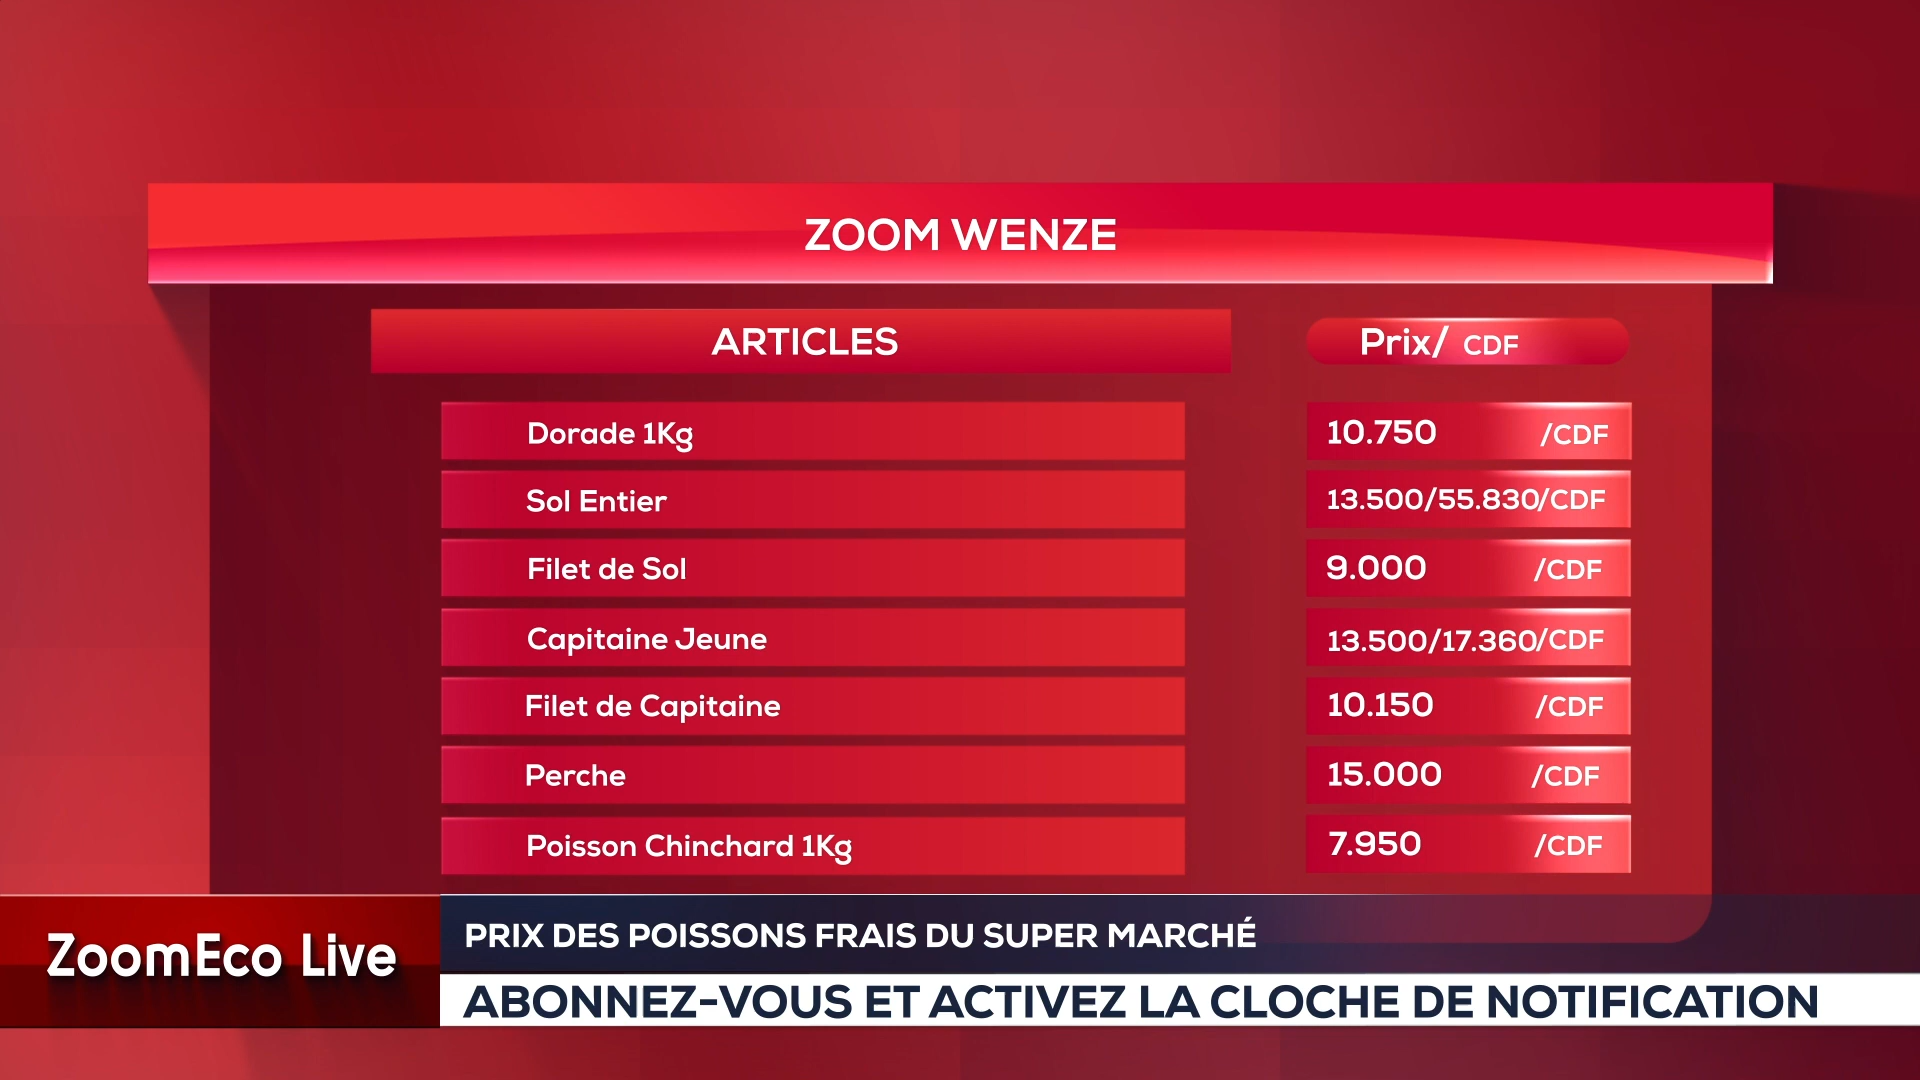 ZOOM WENZE
ARTICLES Prix/ CDF
Dorade 1Kg 10.750 /CDF
Sol Entier 13.500/55.830/CDF
Filet de Sol 9.000 /CDF
Capitaine Jeune 13.500/17.360/CDF
Filet de Capitaine 10.150 /CDF
Perche 15.000 /CDF
Poisson Chinchard 1Kg 7.950 /CDF
ZoomEco Live
PRIX DES POISSONS FRAIS DU SUPER MARCHÉ
ABONNEZ-VOUS ET ACTIVEZ LA CLOCHE DE NOTIFICATION